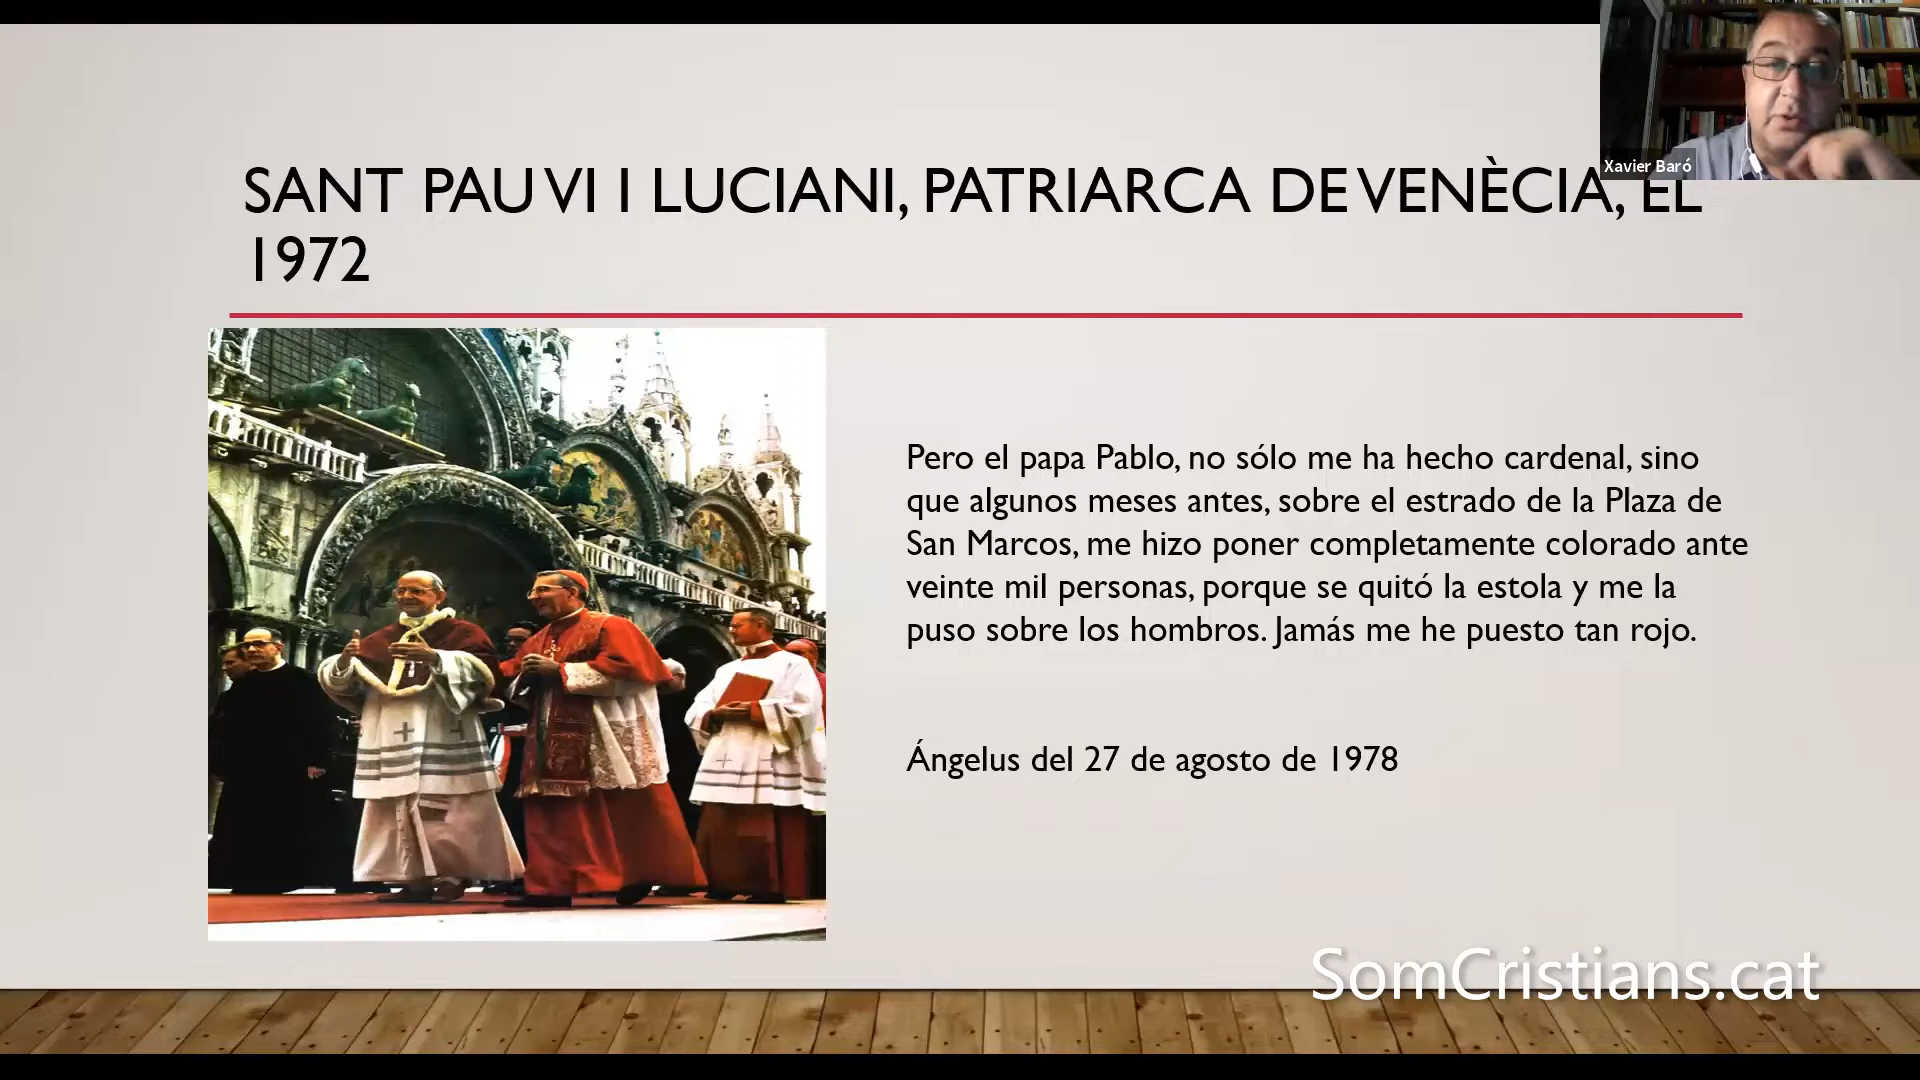 Xavier Baró
SANT PAU VI I LUCIANI, PATRIARCA DE VENÈCIA, EL
1972
Pero el papa Pablo, no sólo me ha hecho cardenal, sino
que algunos meses antes, sobre el estrado de la Plaza de
San Marcos, me hizo poner completamente colorado ante
veinte mil personas, porque se quitó la estola y me la
puso sobre los hombros. Jamás me he puesto tan rojo.
Ángelus del 27 de agosto de 1978
SomCristians.cat